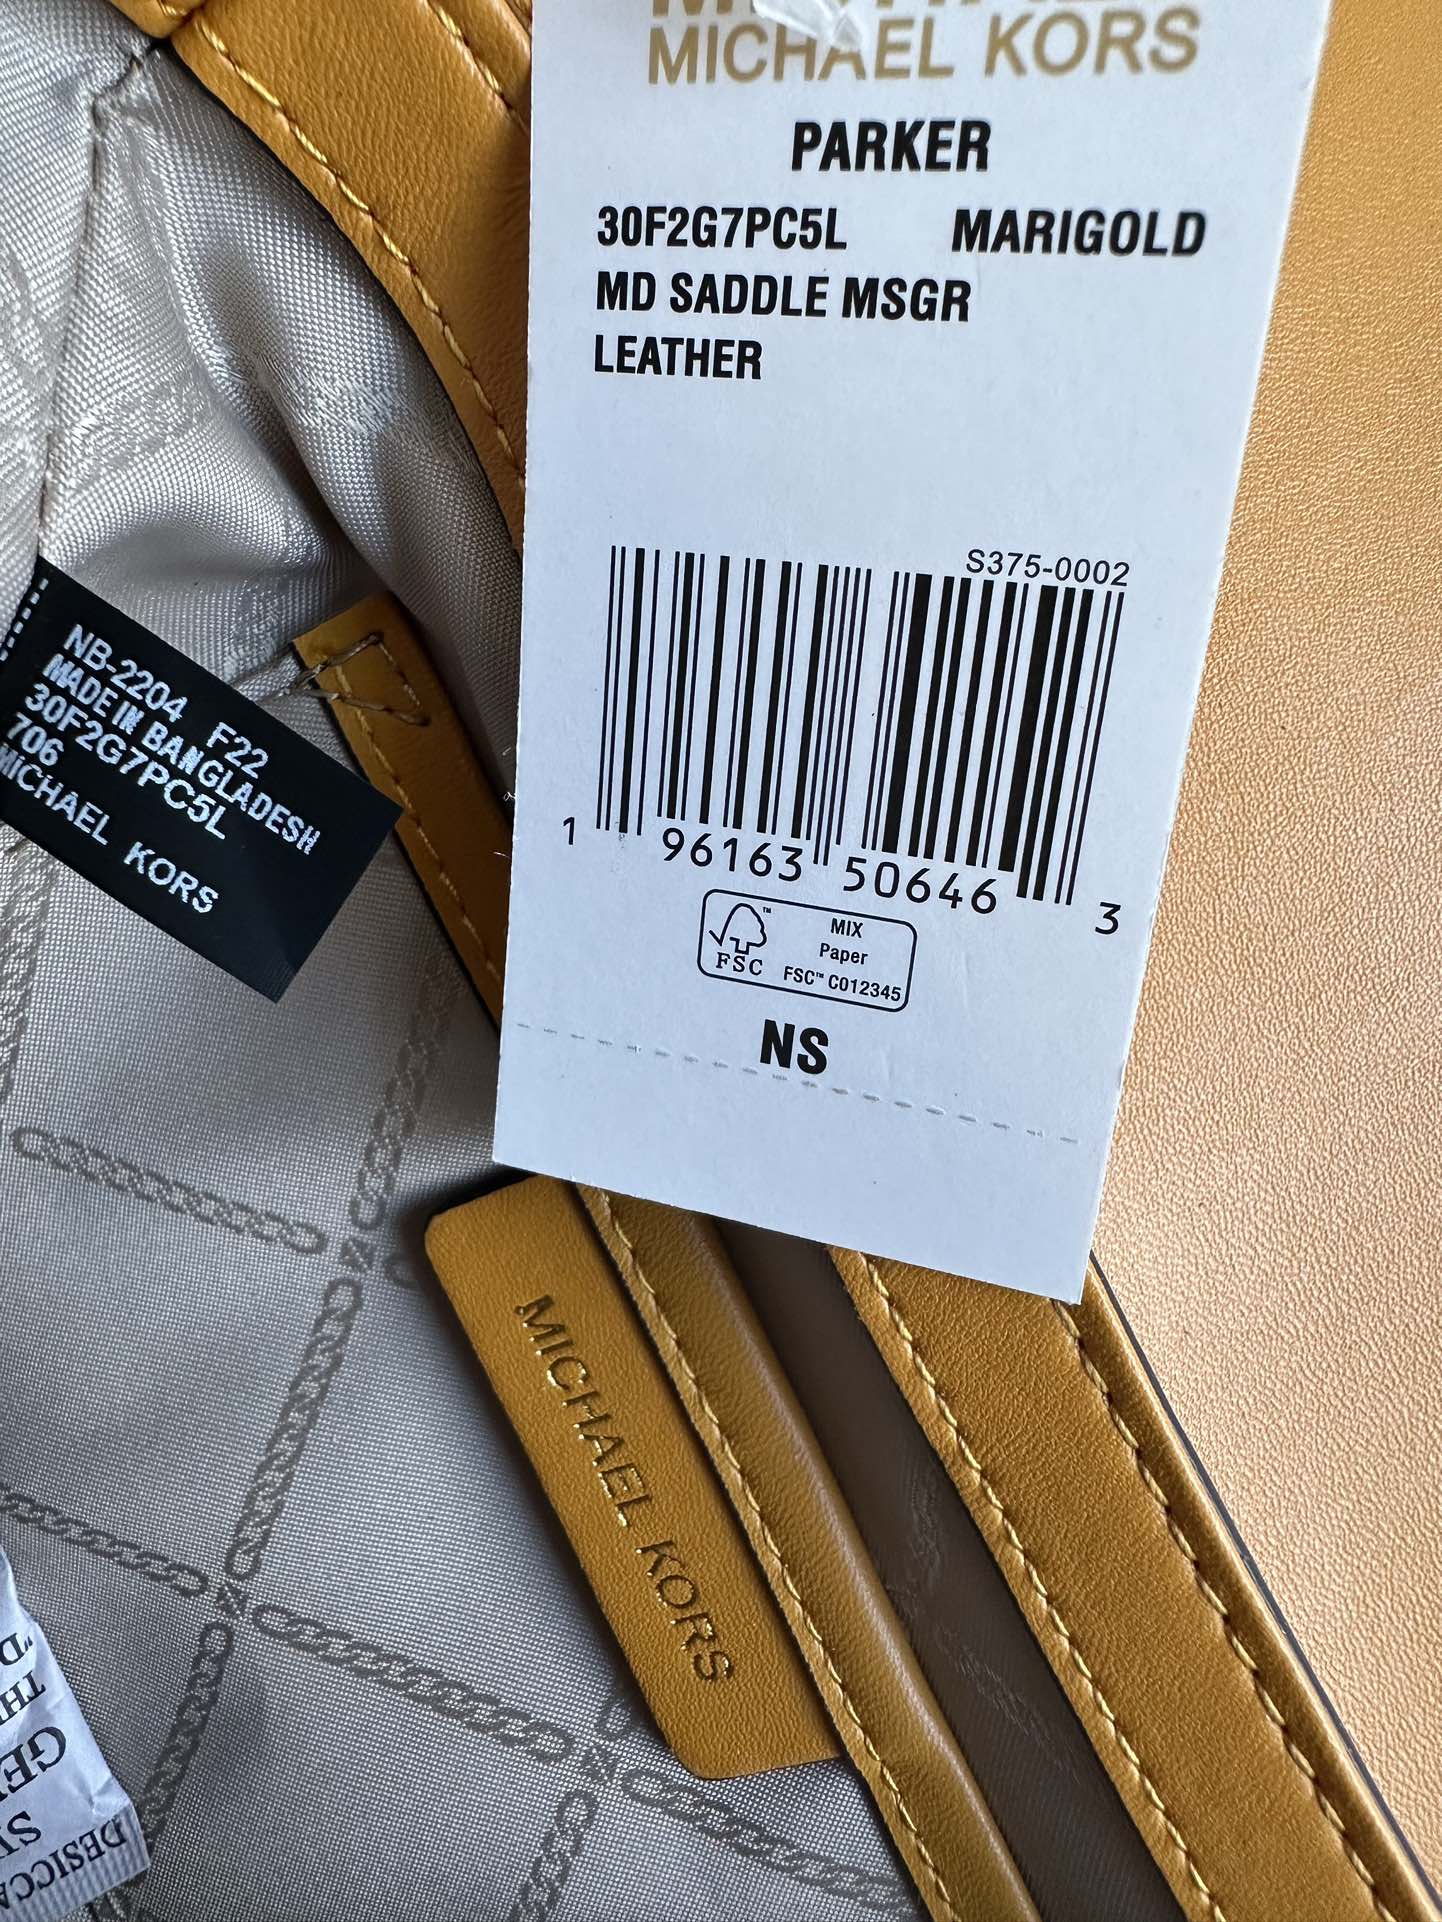 MICHAEL KORS
PARKER
30F2G7PC5L MARIGOLD
MD SADDLE MSGR
LEATHER
S375-0002
1 96163 50646 3
FSC
MIX
Paper
FSC™ C012345
NS
NB-2204 F22
MADE IN BANGLADESH
30F2G7PC5L
706
MICHAEL KORS
MICHAEL KORS